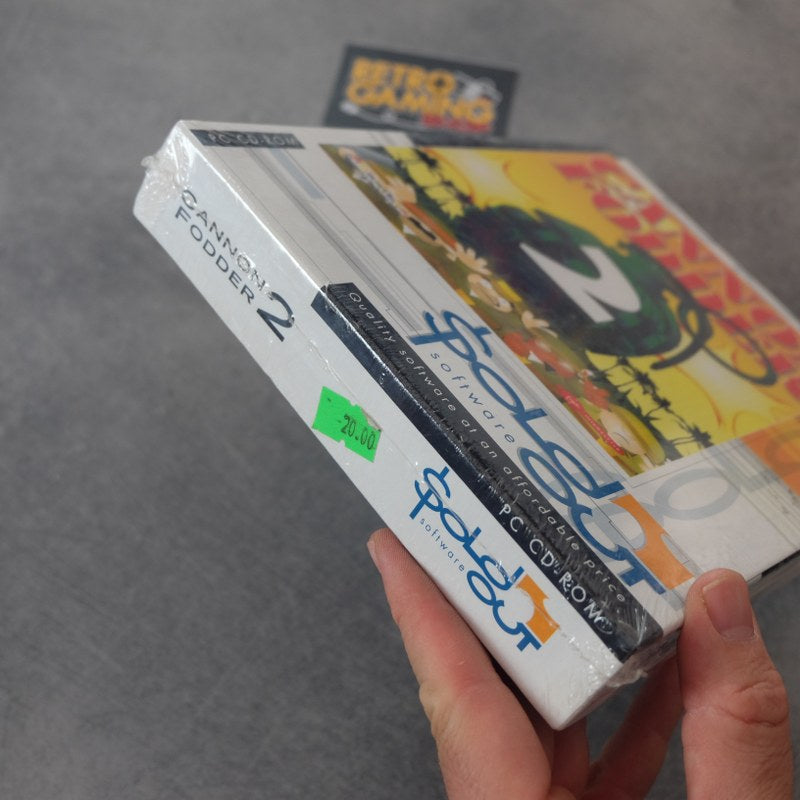 RETRO
GAMING
PC CD-ROM
CANNON
FODDER 2
2
Quality software at an affordable price
PC CD-ROM
Sold
software
OUT
-20.00
Sold
software
OUT